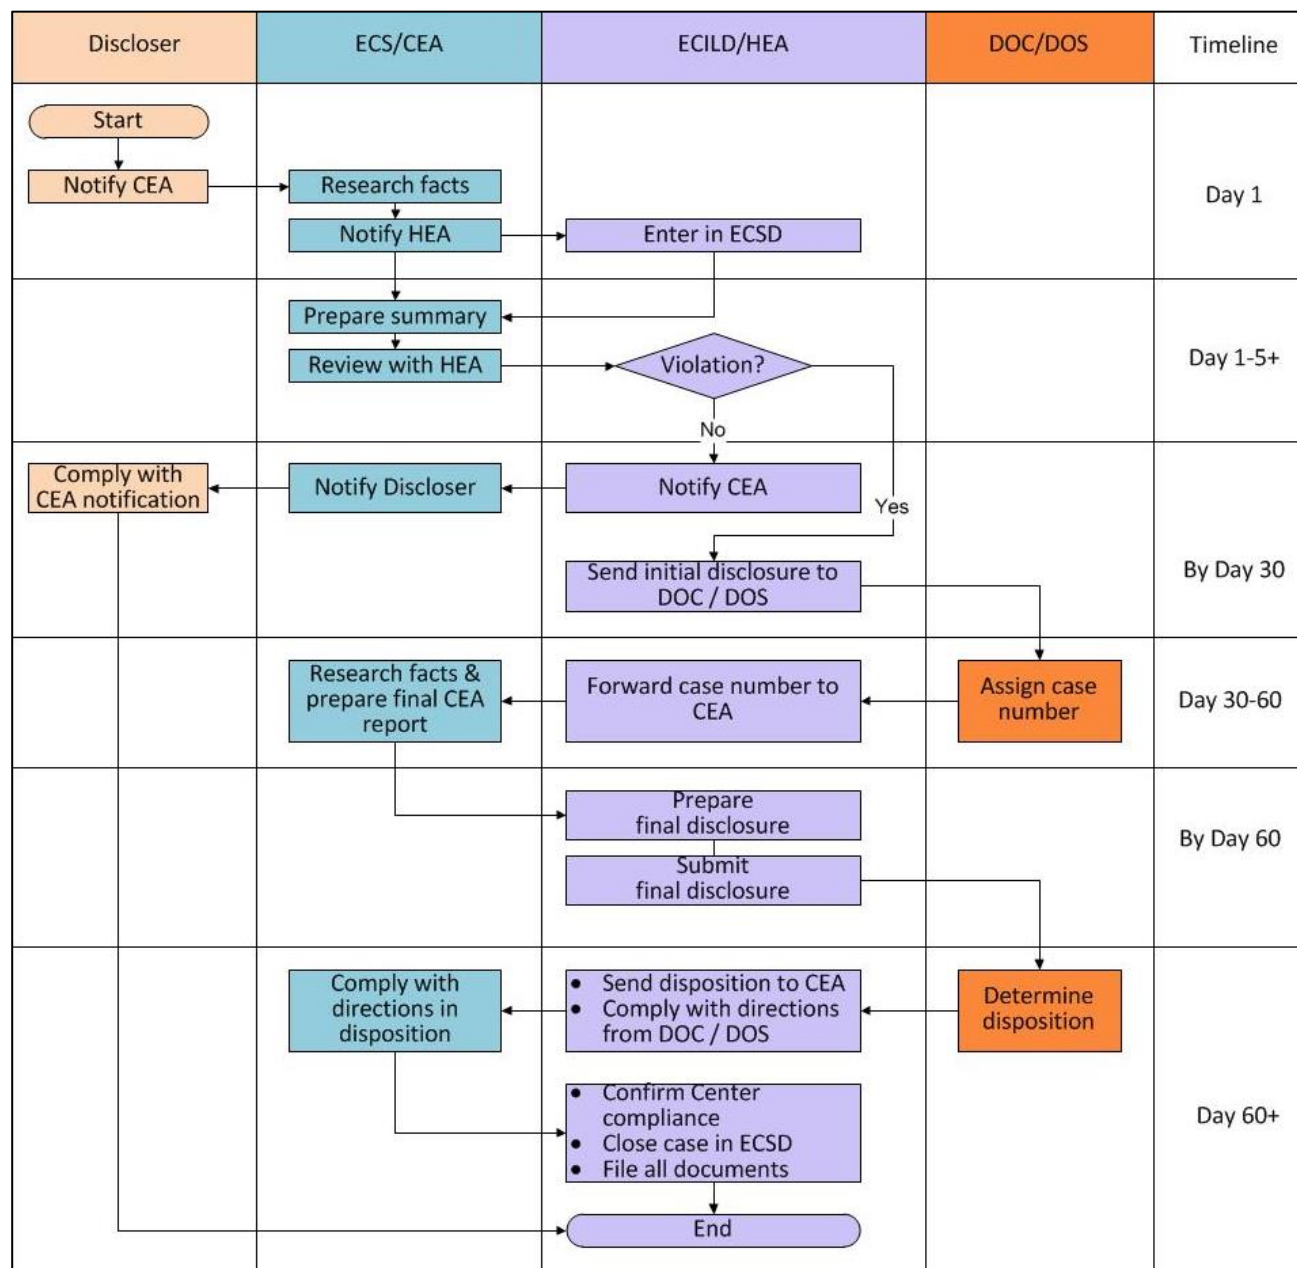 Discloser
ECS/CEA
ECILD/HEA
DOC/DOS
Timeline
Start
Notify CEA
Research facts
Day 1
Notify HEA
Enter in ECSD
Prepare summary
Review with HEA
Violation?
Day 1-5+
No
Comply with
CEA notification
Notify Discloser
Notify CEA
Yes
Send initial disclosure to
DOC / DOS
By Day 30
Research facts &
prepare final CEA
report
Forward case number to
CEA
Assign case
number
Day 30-60
Prepare
final disclosure
By Day 60
Submit
final disclosure
Comply with
directions in
disposition
• Send disposition to CEA
• Comply with directions
from DOC / DOS
Determine
disposition
• Confirm Center
compliance
• Close case in ECSD
• File all documents
Day 60+
End